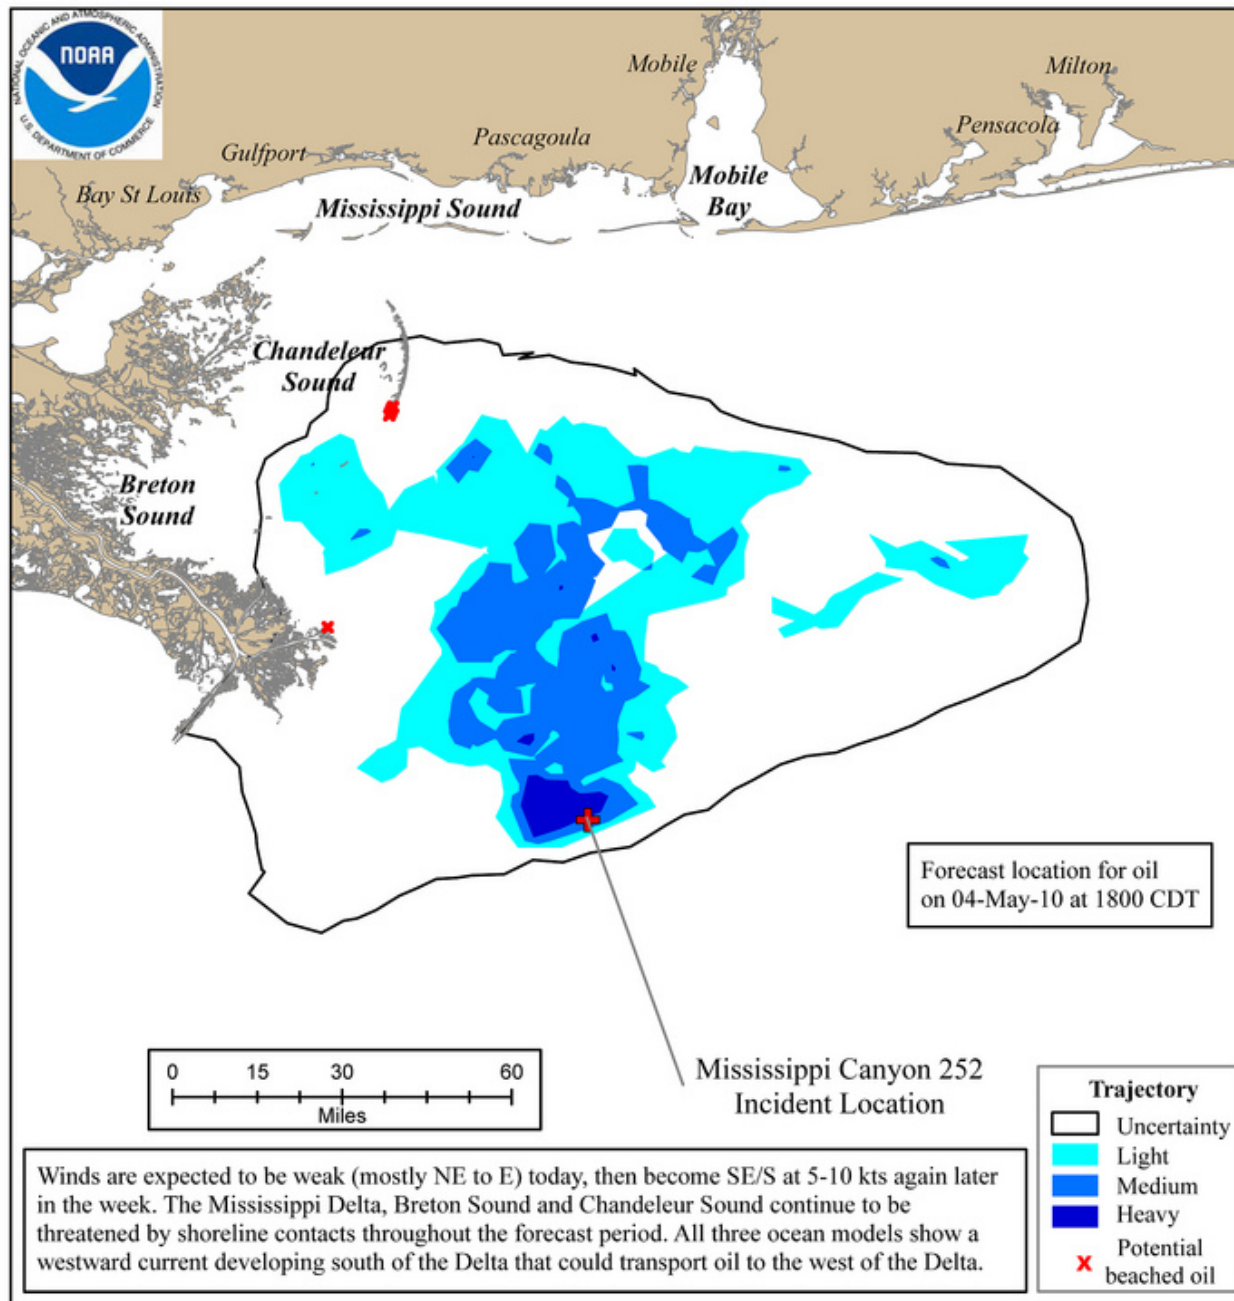 NATIONAL OCEANIC AND ATMOSPHERIC ADMINISTRATION
NOAA
U.S. DEPARTMENT OF COMMERCE
Mobile
Milton
Pascagoula
Pensacola
Gulfport
Bay St Louis
Mobile
Bay
Mississippi Sound
Chandeleur
Sound
Breton
Sound
Forecast location for oil
on 04-May-10 at 1800 CDT
0 15 30 60
Miles
Mississippi Canyon 252
Incident Location
Trajectory
Uncertainty
Light
Medium
Heavy
x Potential
beached oil
Winds are expected to be weak (mostly NE to E) today, then become SE/S at 5-10 kts again later
in the week. The Mississippi Delta, Breton Sound and Chandeleur Sound continue to be
threatened by shoreline contacts throughout the forecast period. All three ocean models show a
westward current developing south of the Delta that could transport oil to the west of the Delta.